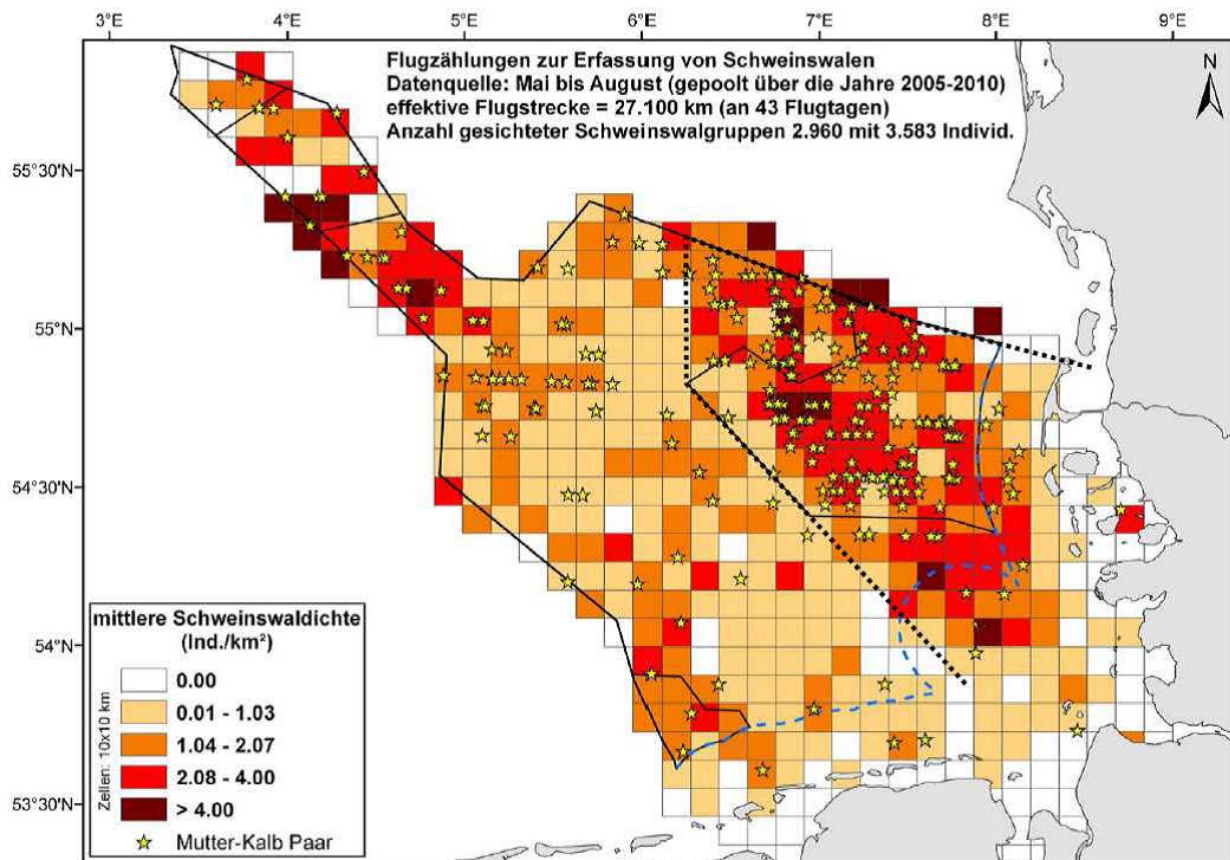 3°E 4°E 5°E 6°E 7°E 8°E 9°E
Flugzählungen zur Erfassung von Schweinswalen
Datenquelle: Mai bis August (gepoolt über die Jahre 2005-2010)
effektive Flugstrecke = 27.100 km (an 43 Flugtagen)
Anzahl gesichteter Schweinswalgruppen 2.960 mit 3.583 Individ.
N
55°30'N
55°N
54°30'N
54°N
53°30'N
mittlere Schweinswaldichte
(Ind./km²)
0.00
0.01 - 1.03
1.04 - 2.07
2.08 - 4.00
> 4.00
Mutter-Kalb Paar
Zellen: 10x10 km